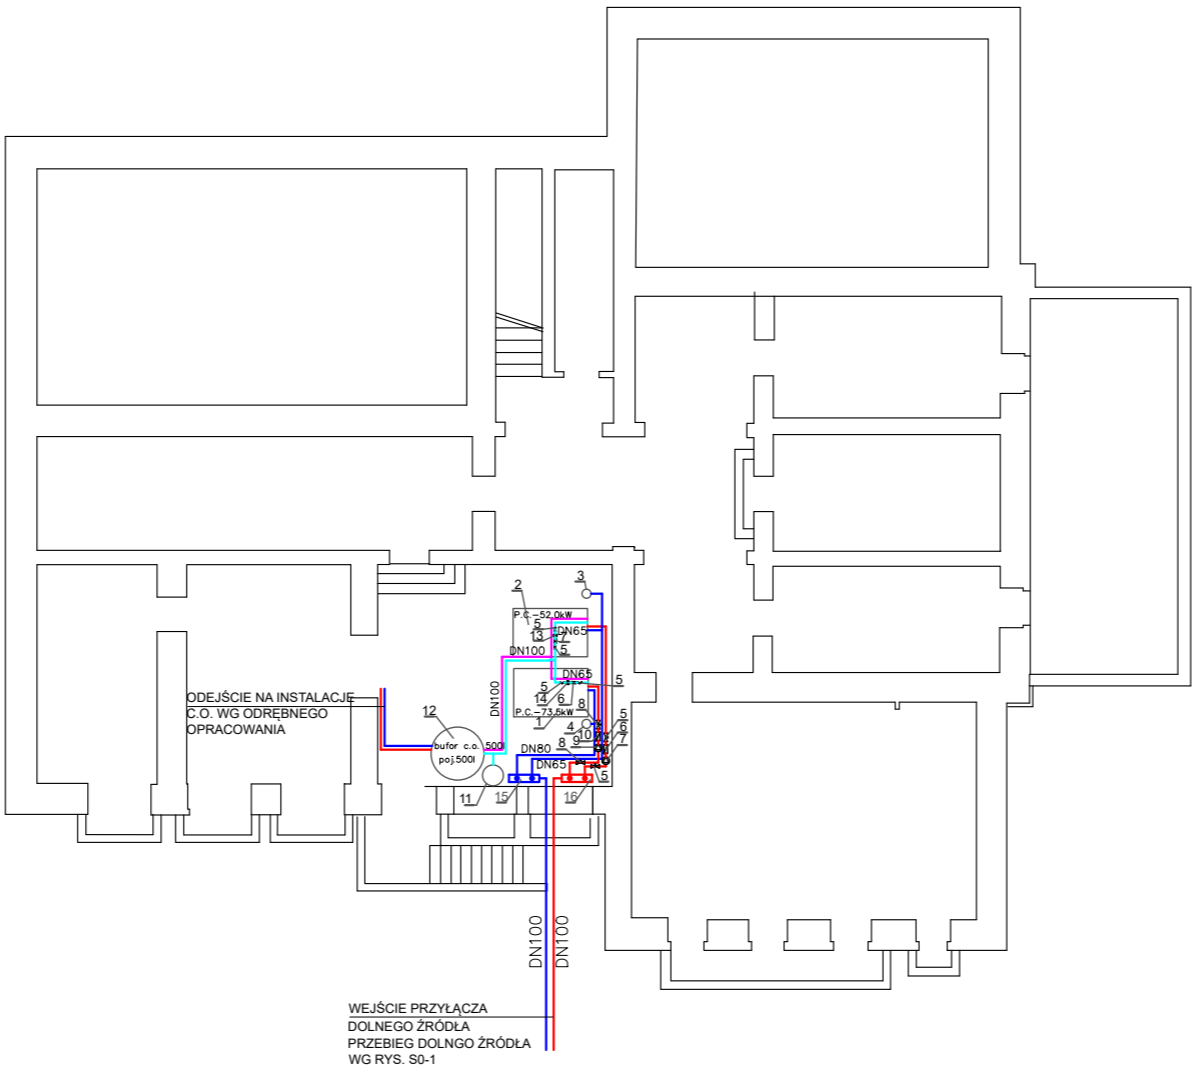 3
2
P.C.-52.0kW
5
13 7
DN65
5
DN100
DN65
5
5
14 6
8
1
P.C.-73.5kW
DN100
ODEJŚCIE NA INSTALACJE
C.O. WG ODRĘBNEGO
OPRACOWANIA
12
4
5
10
6
9
7
8
bufor c.o. 500l
poj.500l
DN80
DN65
5
11
15
16
DN100
DN100
WEJŚCIE PRZYŁĄCZA
DOLNEGO ŹRÓDŁA
PRZEBIEG DOLNGO ŹRÓDŁA
WG RYS. S0-1